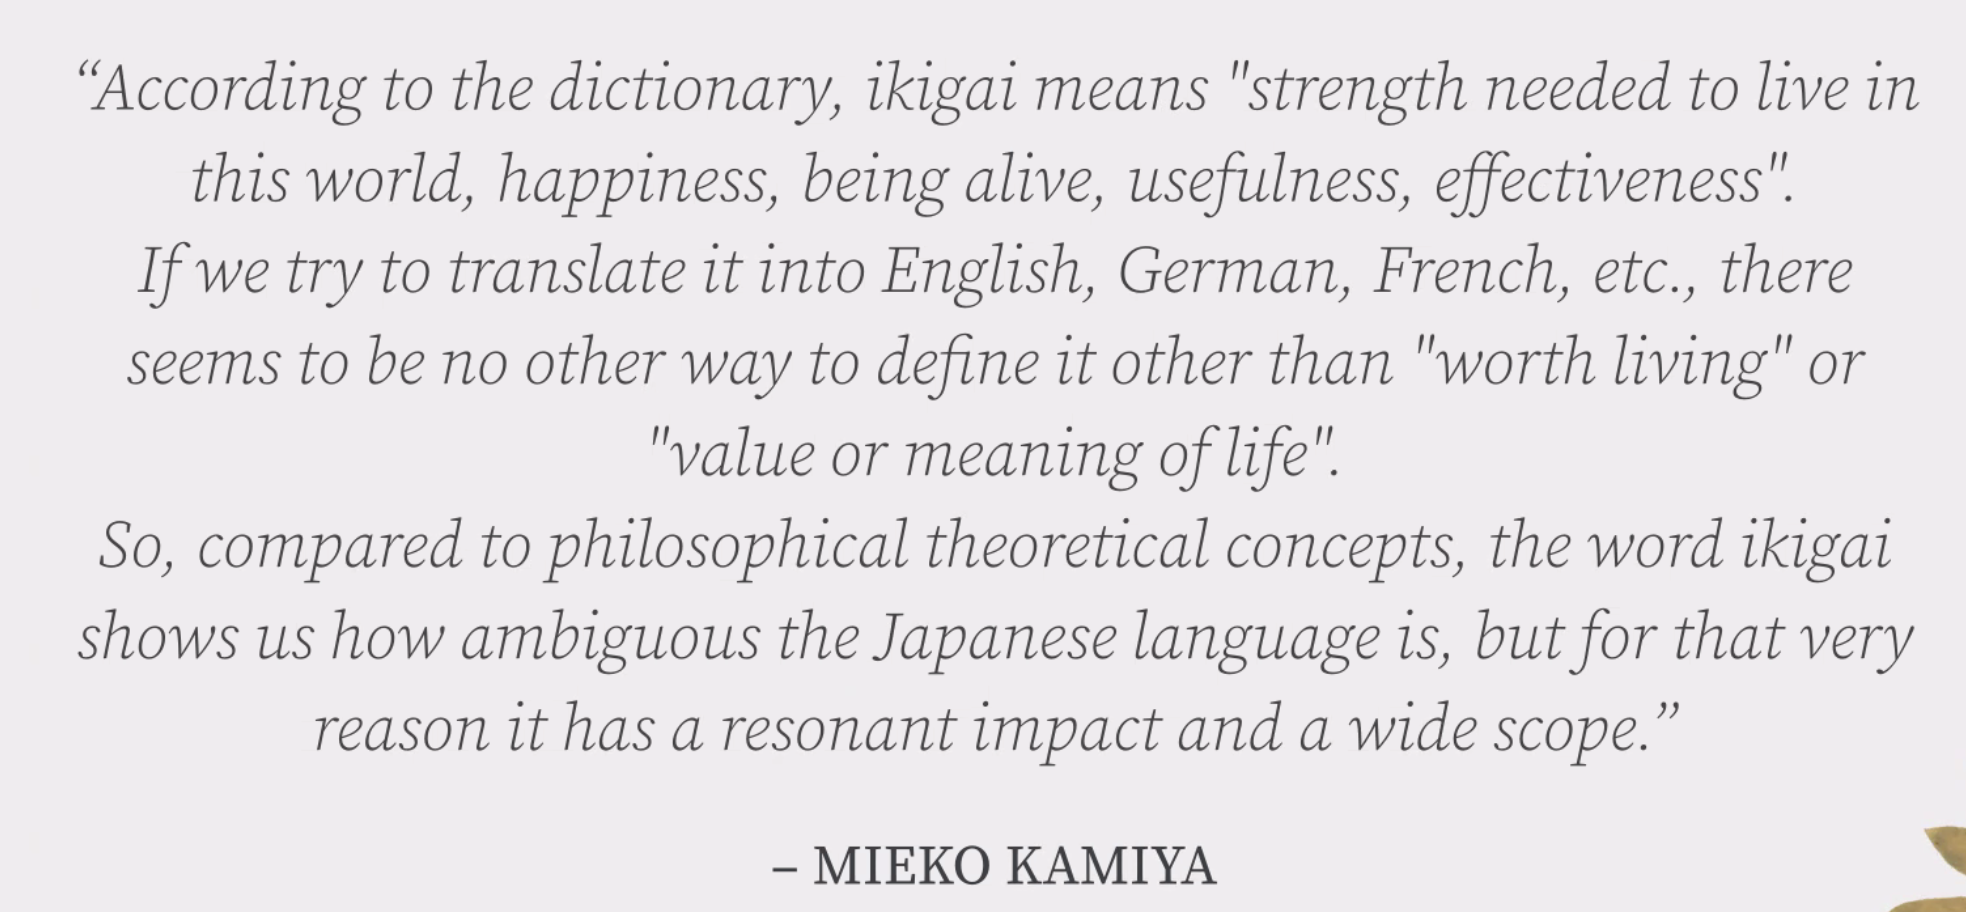 “According to the dictionary, ikigai means "strength needed to live in
this world, happiness, being alive, usefulness, effectiveness".
If we try to translate it into English, German, French, etc., there
seems to be no other way to define it other than "worth living" or
"value or meaning of life".
So, compared to philosophical theoretical concepts, the word ikigai
shows us how ambiguous the Japanese language is, but for that very
reason it has a resonant impact and a wide scope.”
– MIEKO KAMIYA